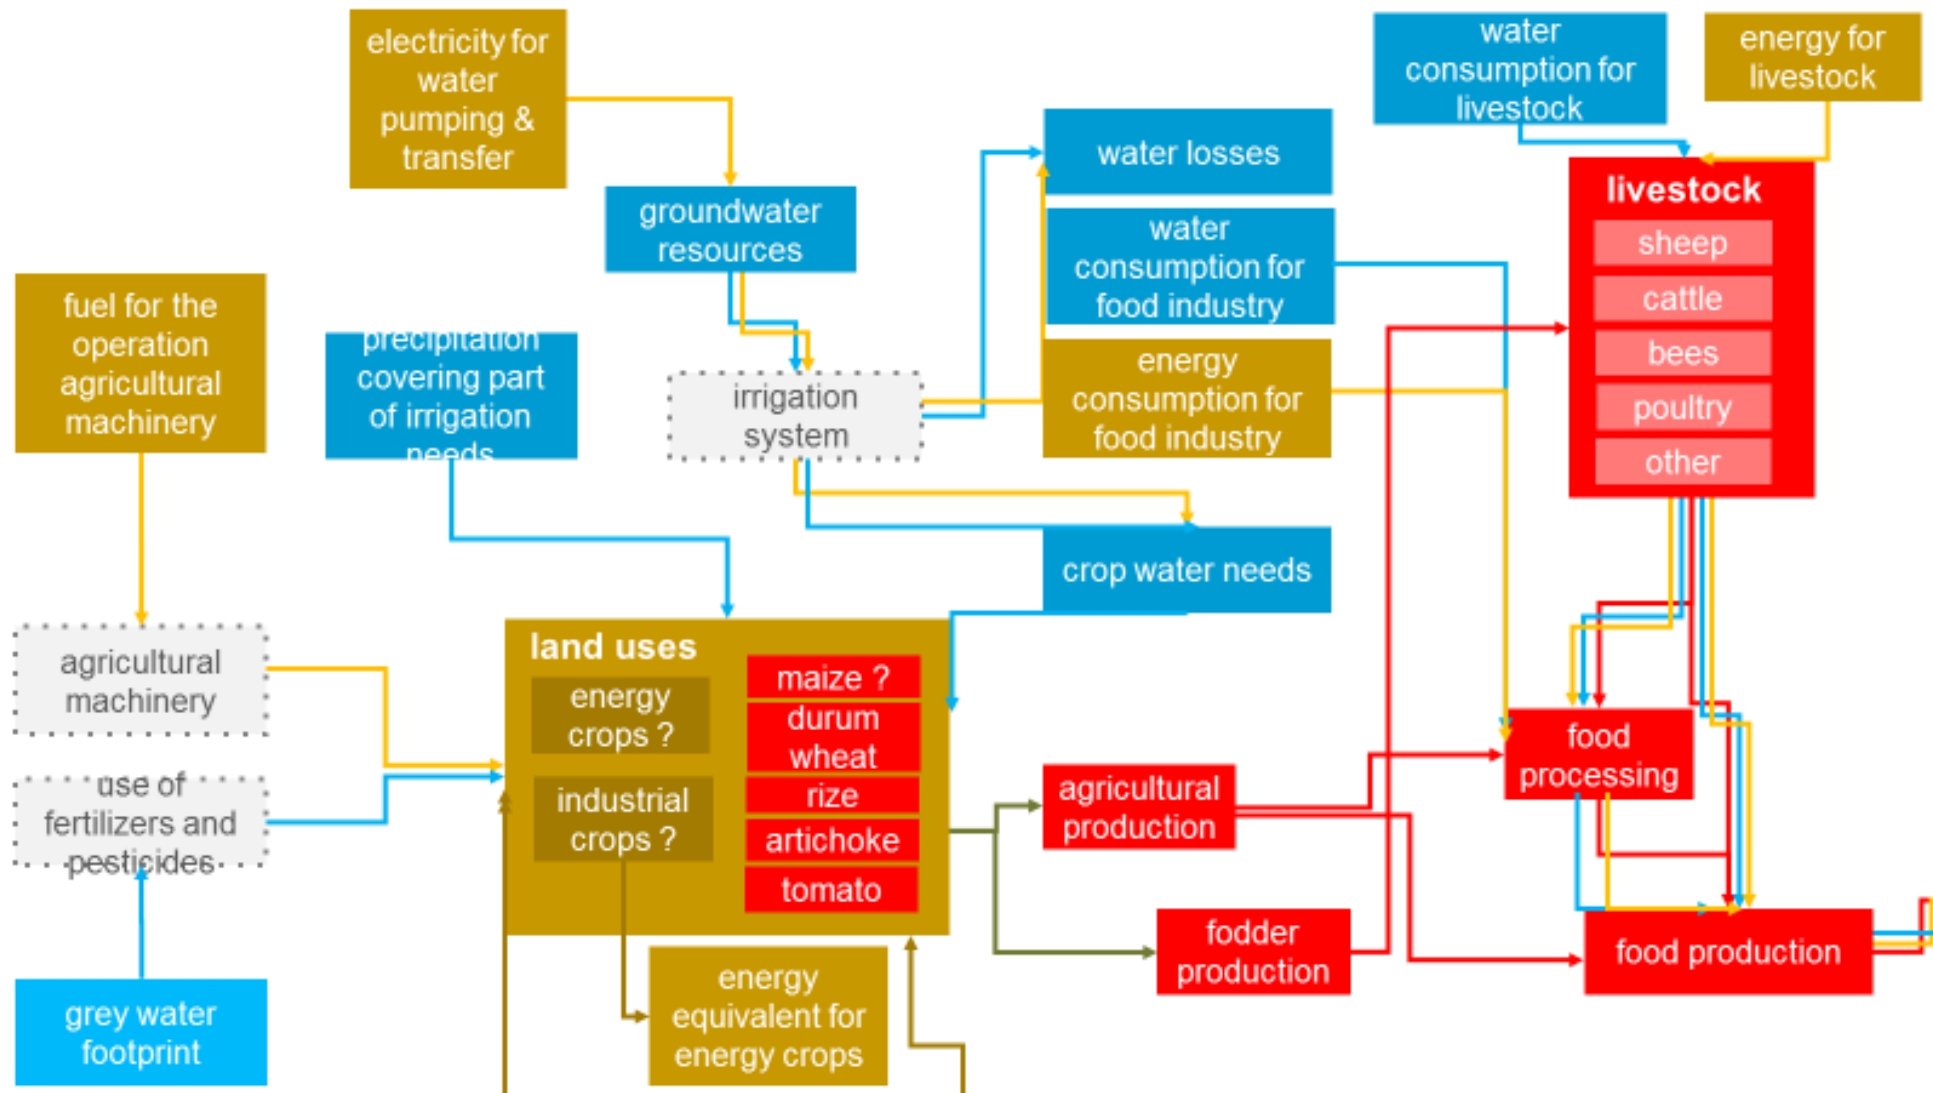 electricity for
water
pumping &
transfer
water
consumption for
livestock
energy for
livestock
water losses
groundwater
resources
water
consumption for
food industry
livestock
sheep
cattle
bees
poultry
other
fuel for the
operation
agricultural
machinery
precipitation
covering part
of irrigation
needs
irrigation
system
energy
consumption for
food industry
crop water needs
agricultural
machinery
land uses
energy
crops ?
industrial
crops ?
maize ?
durum
wheat
rize
artichoke
tomato
use of
fertilizers and
pesticides
agricultural
production
food
processing
fodder
production
food production
grey water
footprint
energy
equivalent for
energy crops